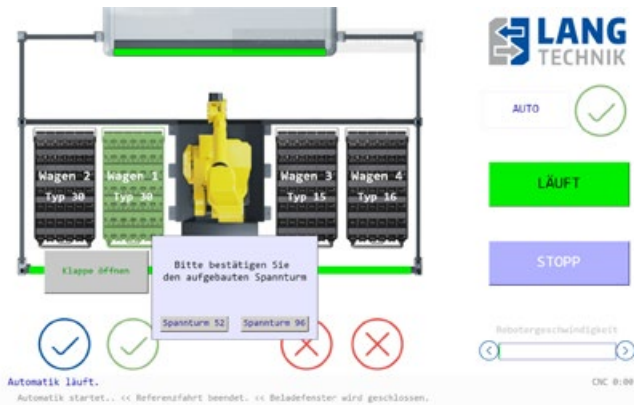 LANG
TECHNIK
AUTO
Wagen 2
Typ 30
Wagen 1
Typ 30
Wagen 3
Typ 15
Wagen 4
Typ 16
LÄUFT
Klappe öffnen
Bitte bestätigen Sie
den aufgebauten Spannturm
Spannturm 52
Spannturm 96
STOPP
Robotergeschwindigkeit
Automatik läuft.
CNC 0:00
Automatik startet.. << Referenzfahrt beendet. << Beladefenster wird geschlossen.